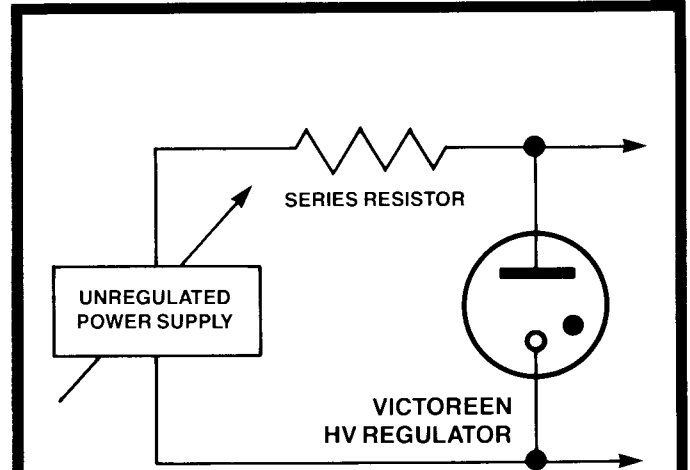 SERIES RESISTOR
UNREGULATED
POWER SUPPLY
VICTOREEN
HV REGULATOR